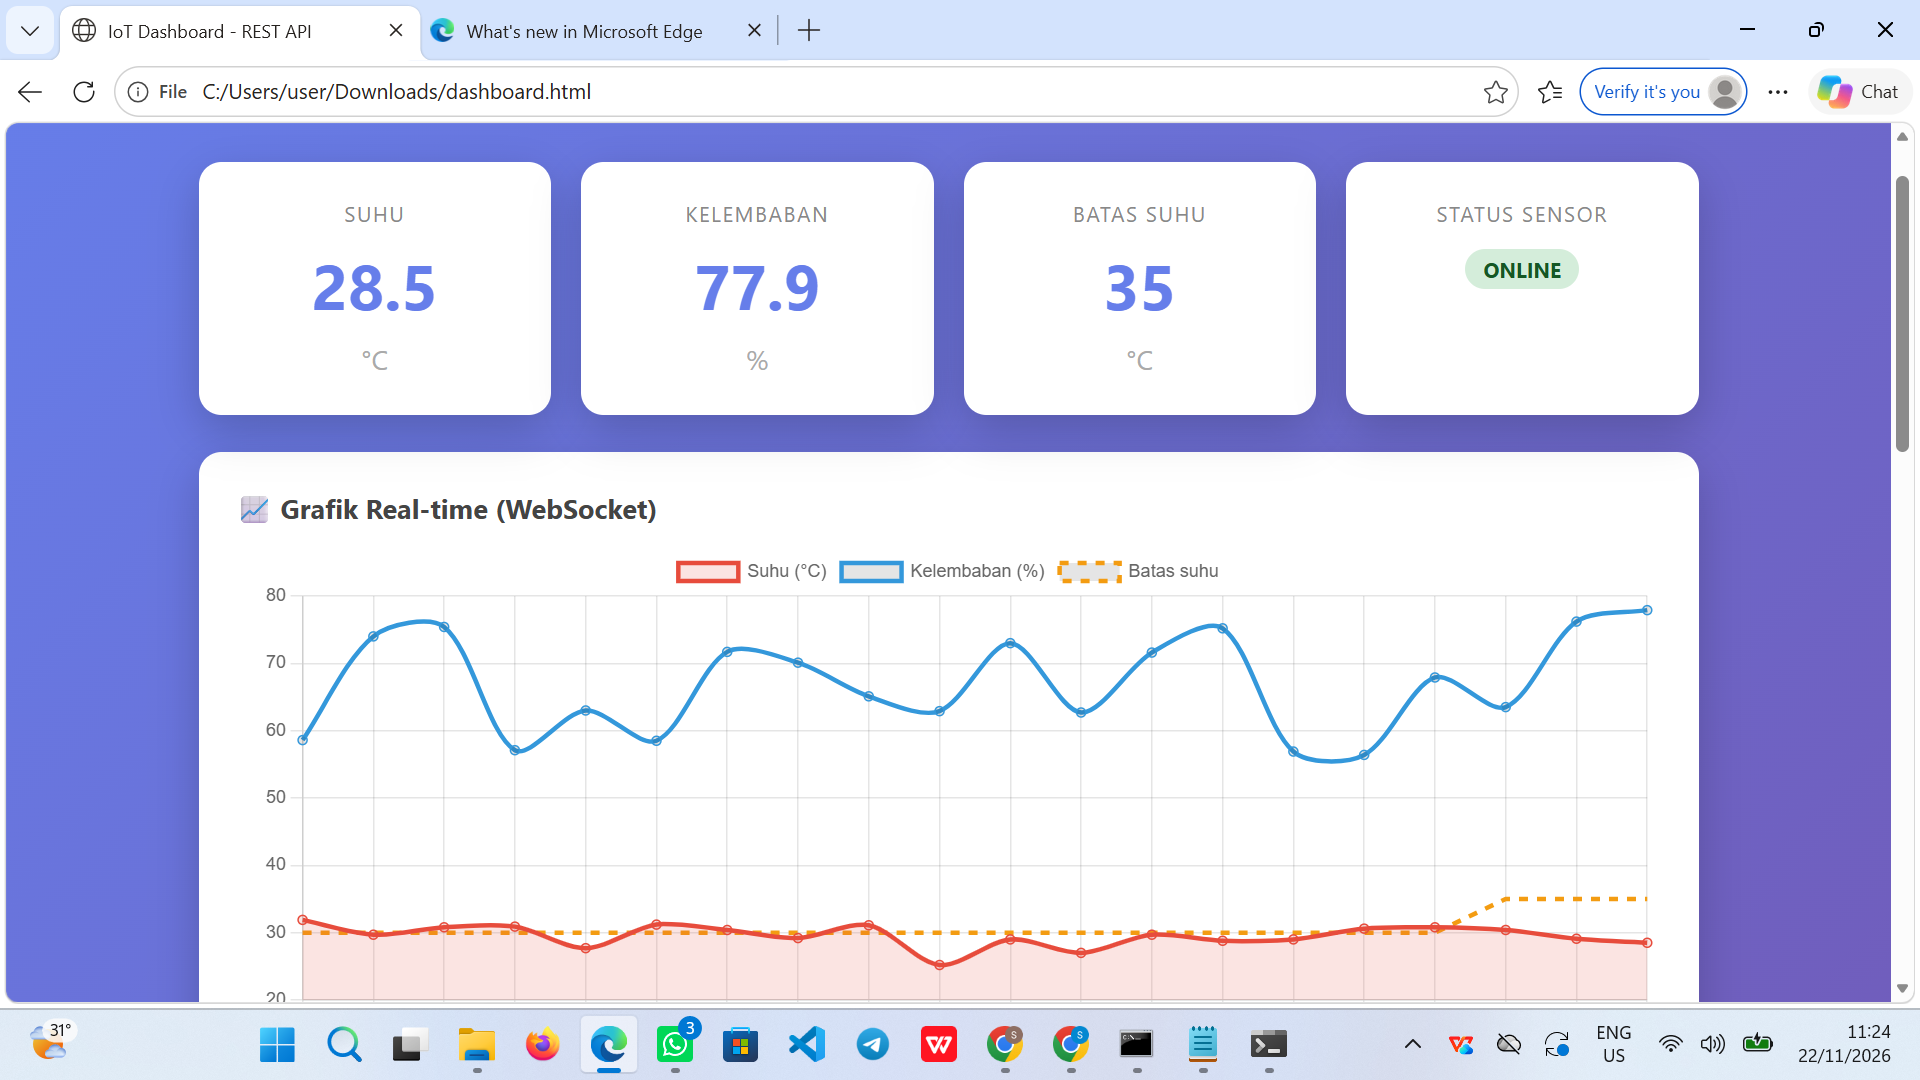 IoT Dashboard - REST API
What's new in Microsoft Edge
File C:/Users/user/Downloads/dashboard.html
Verify it's you
Chat
SUHU
28.5
°C
KELEMBABAN
77.9
%
BATAS SUHU
35
°C
STATUS SENSOR
ONLINE
Grafik Real-time (WebSocket)
Suhu (°C) Kelembaban (%) Batas suhu
80
70
60
50
40
30
20
31°
3
S
S
ENG
US
11:24
22/11/2026